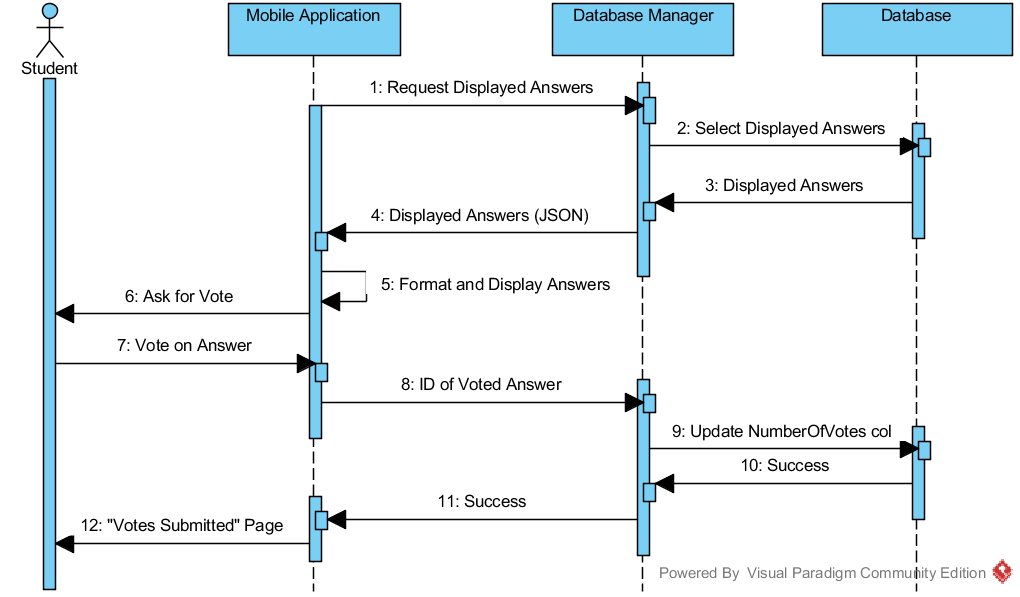 Mobile Application
Database Manager
Database
Student
1: Request Displayed Answers
2: Select Displayed Answers
3: Displayed Answers
4: Displayed Answers (JSON)
5: Format and Display Answers
6: Ask for Vote
7: Vote on Answer
8: ID of Voted Answer
9: Update NumberOfVotes col
10: Success
11: Success
12: "Votes Submitted" Page
Powered By Visual Paradigm Community Edition